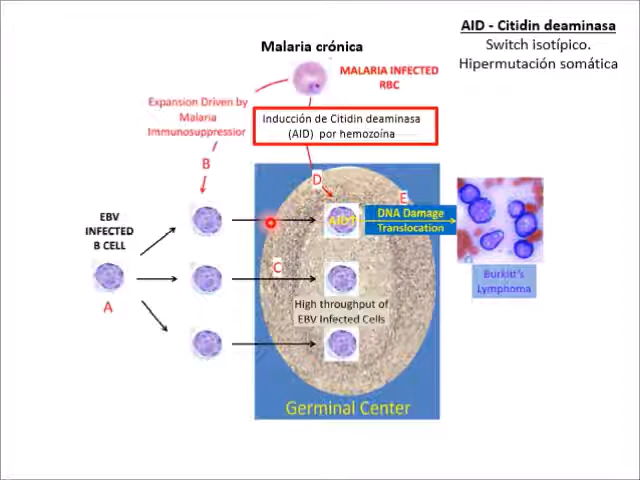 AID - Citidin deaminasa
Switch isotípico.
Hipermutación somática
Malaria crónica
MALARIA INFECTED
RBC
Expansion Driven by
Malaria
Immunosuppressior
Inducción de Citidin deaminasa
(AID) por hemozoína
B
D
E
EBV
INFECTED
B CELL
A
C
AID↑
DNA Damage
Translocation
High throughput of
EBV Infected Cells
Burkitt's
Lymphoma
Germinal Center